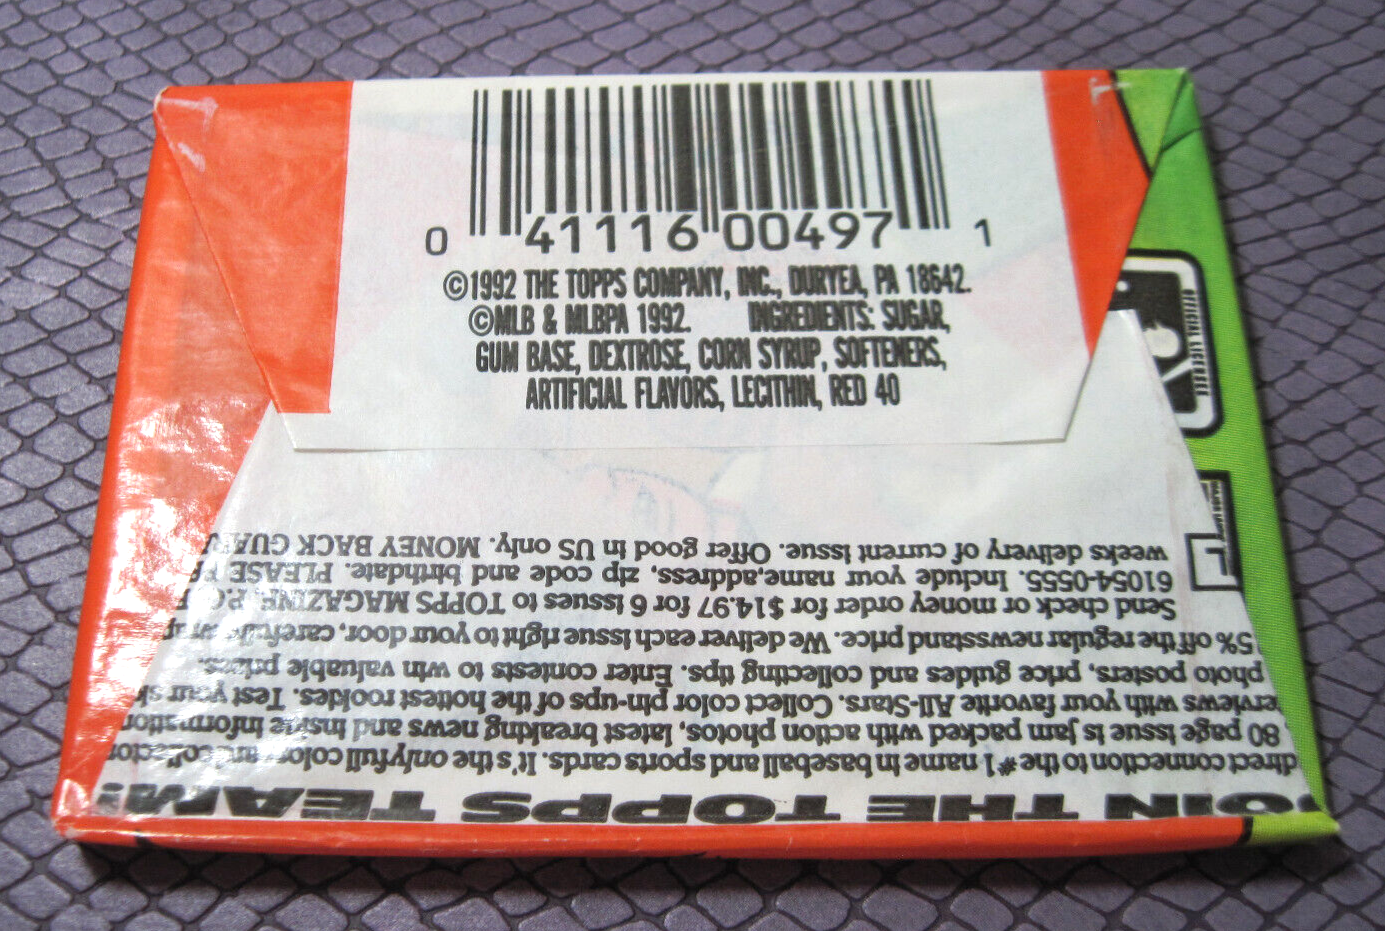 0 41116 00497 1
©1992 THE TOPPS COMPANY, INC., DURYEA, PA 18642.
©MLB & MLBPA 1992. INGREDIENTS: SUGAR,
GUM BASE, DEXTROSE, CORN SYRUP, SOFTENERS,
ARTIFICIAL FLAVORS, LECITHIN, RED 40
OFFICIAL LICENSEE
OIN THE TOPPS TEAM!
direct connection to the #1 name in baseball and sports cards. It's the only full color and
80 page issue is jam packed with action photos, latest breaking news and inside information
with your favorite All-Stars. Collect color pin-ups of the hottest rookies. Test your
photo posters, price guides and collecting tips. Enter contests to win valuable prizes.
5% off the regular newsstand price. We deliver each issue right to your door, carefully
Send check or money order for $14.97 for 6 issues to TOPPS MAGAZINE, P.O.
61054-0555. Include your name,address, zip code and birthdate. PLEASE
weeks delivery of current issue. Offer good in US only. MONEY BACK